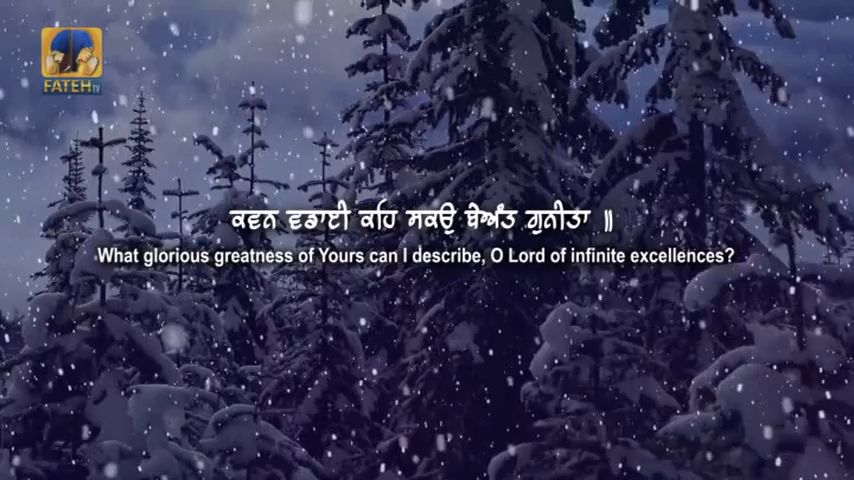 FATEH TV
ਕਵਨ ਵਡਾਈ ਕਹਿ ਸਕਉ ਬੇਅੰਤ ਗੁਨੀਤਾ ॥
What glorious greatness of Yours can I describe, O Lord of infinite excellences?